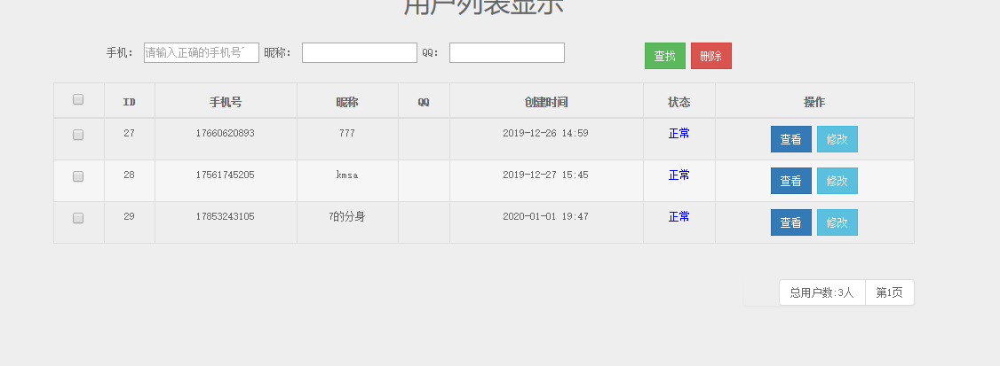 用户列表显示
手机： 请输入正确的手机号 昵称： QQ： 查找 删除
ID 手机号 昵称 QQ 创建时间 状态 操作
27 17660620893 777 2019-12-26 14:59 正常 查看 修改
28 17561745205 kmsa 2019-12-27 15:45 正常 查看 修改
29 17853243105 7的分身 2020-01-01 19:47 正常 查看 修改
总用户数:3人 第1页